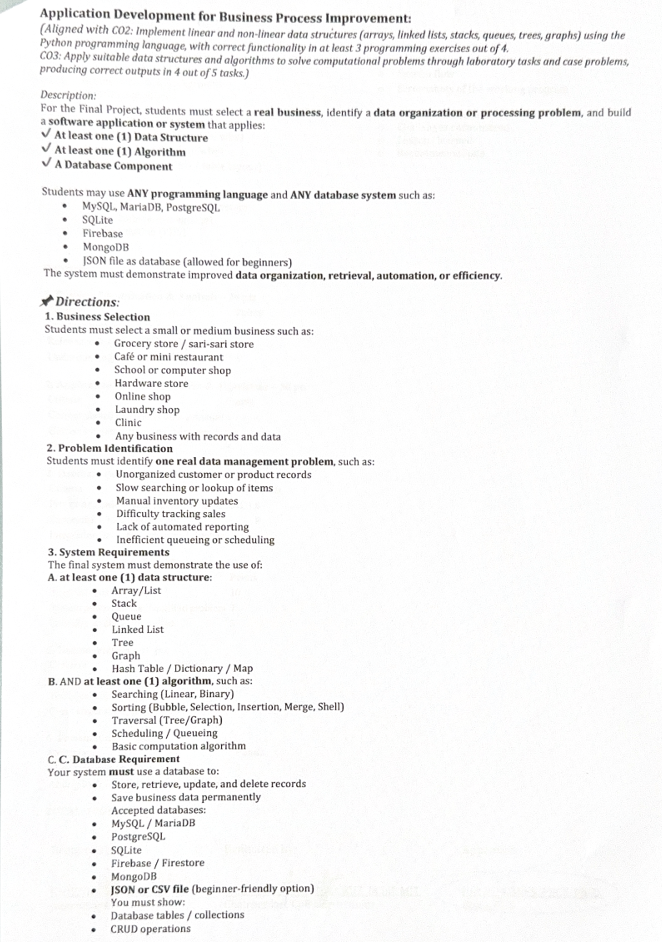 Application Development for Business Process Improvement:
(Aligned with CO2: Implement linear and non-linear data structures (arrays, linked lists, stacks, queues, trees, graphs) using the
Python programming language, with correct functionality in at least 3 programming exercises out of 4.
CO3: Apply suitable data structures and algorithms to solve computational problems through laboratory tasks and case problems,
producing correct outputs in 4 out of 5 tasks.)
Description:
For the Final Project, students must select a real business, identify a data organization or processing problem, and build
a software application or system that applies:
✓ At least one (1) Data Structure
✓ At least one (1) Algorithm
✓ A Database Component
Students may use ANY programming language and ANY database system such as:
• MySQL, MariaDB, PostgreSQL
• SQLite
• Firebase
• MongoDB
• JSON file as database (allowed for beginners)
The system must demonstrate improved data organization, retrieval, automation, or efficiency.
📌 Directions:
1. Business Selection
Students must select a small or medium business such as:
• Grocery store / sari-sari store
• Café or mini restaurant
• School or computer shop
• Hardware store
• Online shop
• Laundry shop
• Clinic
• Any business with records and data
2. Problem Identification
Students must identify one real data management problem, such as:
• Unorganized customer or product records
• Slow searching or lookup of items
• Manual inventory updates
• Difficulty tracking sales
• Lack of automated reporting
• Inefficient queueing or scheduling
3. System Requirements
The final system must demonstrate the use of:
A. at least one (1) data structure:
• Array/List
• Stack
• Queue
• Linked List
• Tree
• Graph
• Hash Table / Dictionary / Map
B. AND at least one (1) algorithm, such as:
• Searching (Linear, Binary)
• Sorting (Bubble, Selection, Insertion, Merge, Shell)
• Traversal (Tree/Graph)
• Scheduling / Queueing
• Basic computation algorithm
C. C. Database Requirement
Your system must use a database to:
• Store, retrieve, update, and delete records
• Save business data permanently
Accepted databases:
• MySQL / MariaDB
• PostgreSQL
• SQLite
• Firebase / Firestore
• MongoDB
• JSON or CSV file (beginner-friendly option)
You must show:
• Database tables / collections
• CRUD operations